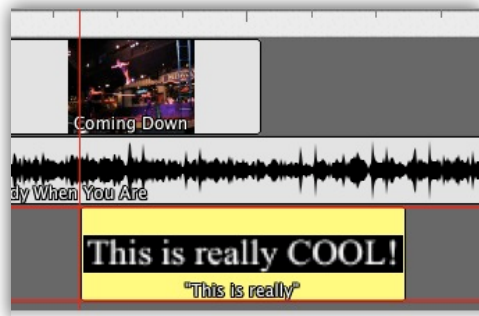 Coming Down
dy When You Are
This is really COOL!
"This is really"